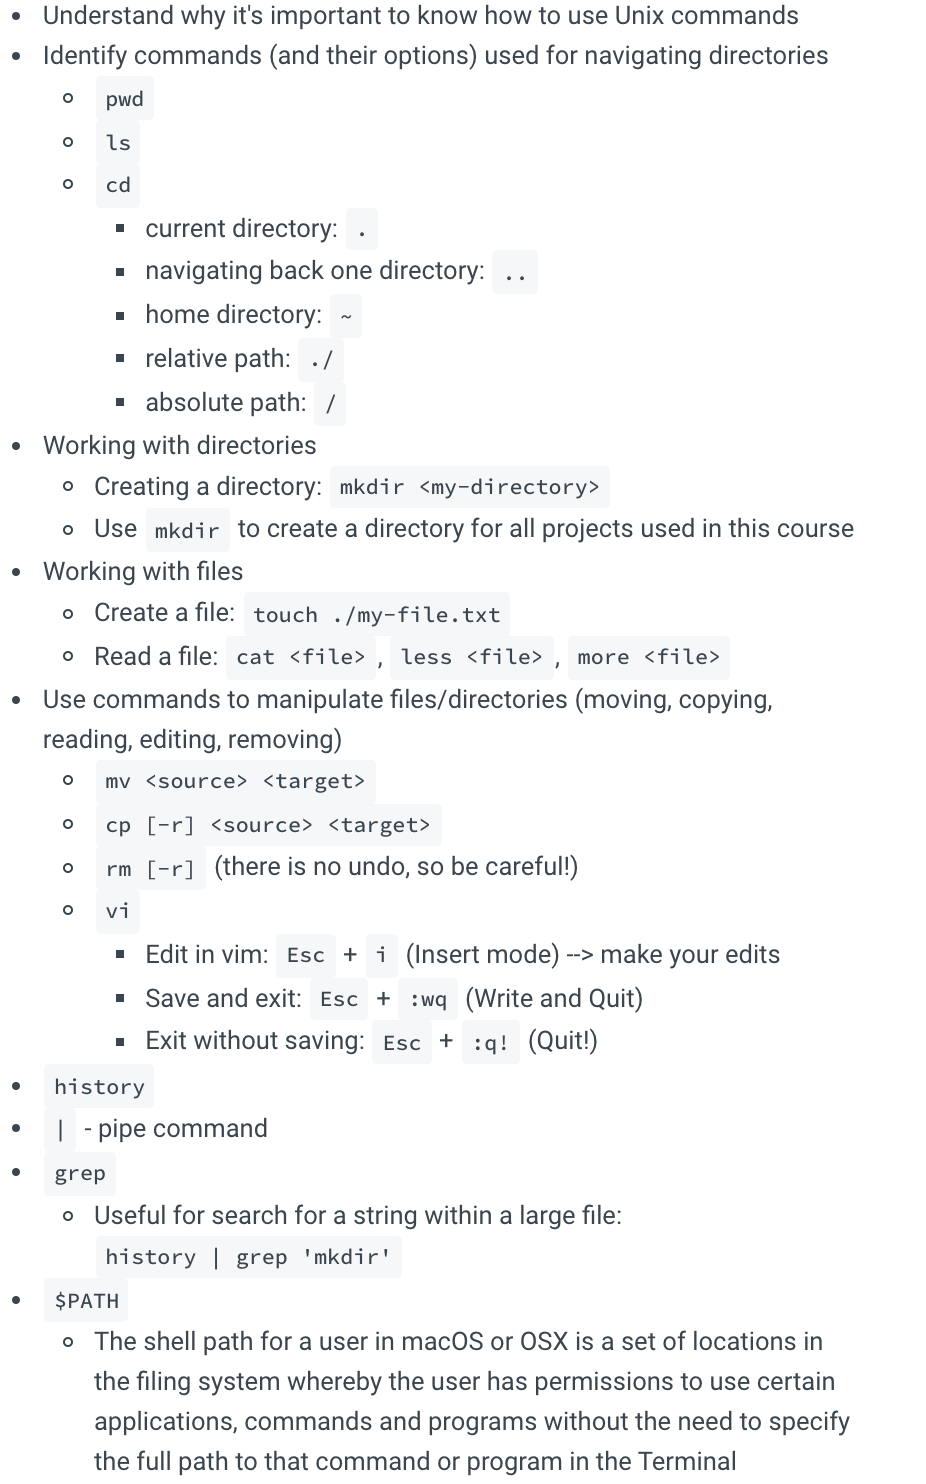 Understand why it's important to know how to use Unix commands
Identify commands (and their options) used for navigating directories
pwd
ls
cd
current directory: .
navigating back one directory: ..
home directory: ~
relative path: ./
absolute path: /
Working with directories
Creating a directory: mkdir <my-directory>
Use mkdir to create a directory for all projects used in this course
Working with files
Create a file: touch ./my-file.txt
Read a file: cat <file>, less <file>, more <file>
Use commands to manipulate files/directories (moving, copying,
reading, editing, removing)
mv <source> <target>
cp [-r] <source> <target>
rm [-r] (there is no undo, so be careful!)
vi
Edit in vim: Esc + i (Insert mode) --> make your edits
Save and exit: Esc + :wq (Write and Quit)
Exit without saving: Esc + :q! (Quit!)
history
| - pipe command
grep
Useful for search for a string within a large file:
history | grep 'mkdir'
$PATH
The shell path for a user in macOS or OSX is a set of locations in
the filing system whereby the user has permissions to use certain
applications, commands and programs without the need to specify
the full path to that command or program in the Terminal